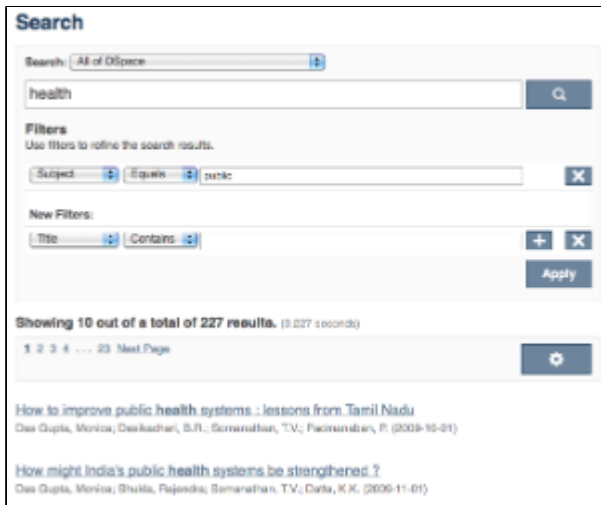 Search
Search: All of DSpace
health
Filters
Use filters to refine the search results.
Subject Equals public
New Filters:
Title Contains
Apply
Showing 10 out of a total of 227 results. (0.227 seconds)
1 2 3 4 ... 23 Next Page
How to improve public health systems : lessons from Tamil Nadu
Das Gupta, Monica; Desikachari, B.R.; Somanathan, T.V.; Padmanaban, P. (2009-10-01)
How might India's public health systems be strengthened ?
Das Gupta, Monica; Shukla, Rajendra; Somanathan, T.V.; Datta, K.K. (2009-11-01)